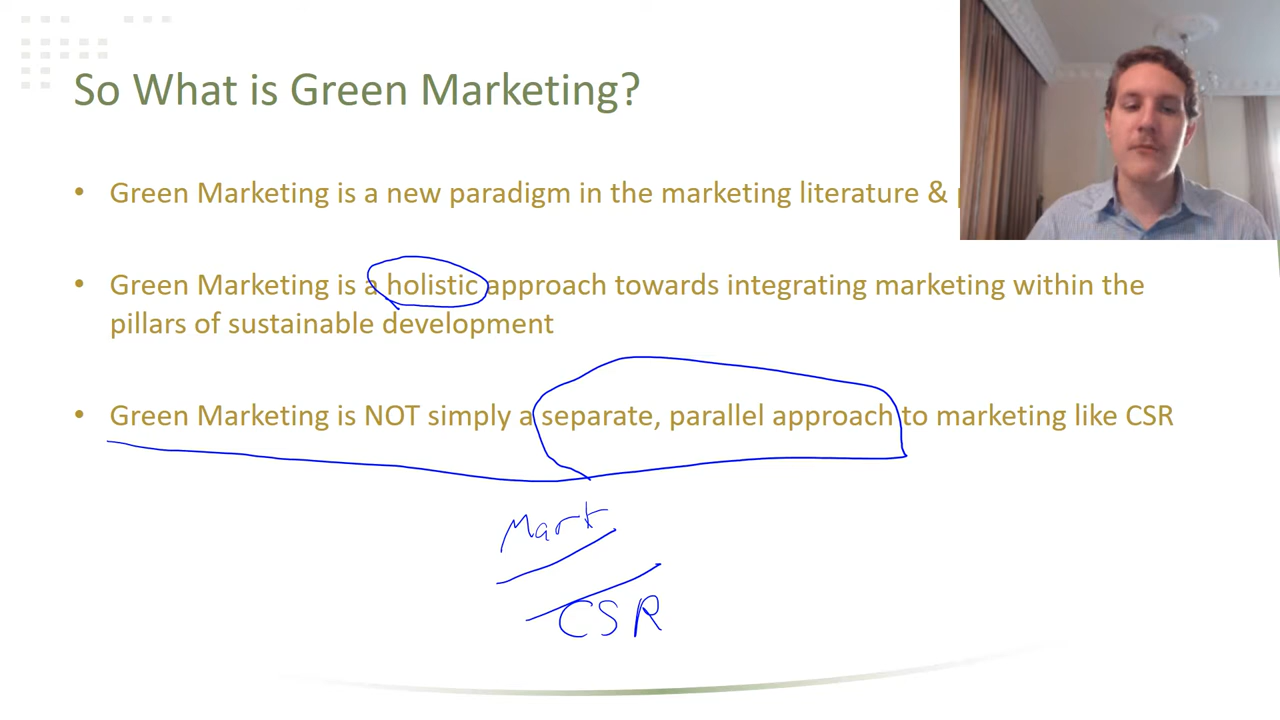 So What is Green Marketing?
• Green Marketing is a new paradigm in the marketing literature &
• Green Marketing is a holistic approach towards integrating marketing within the
pillars of sustainable development
• Green Marketing is NOT simply a separate, parallel approach to marketing like CSR
Mart
CSR